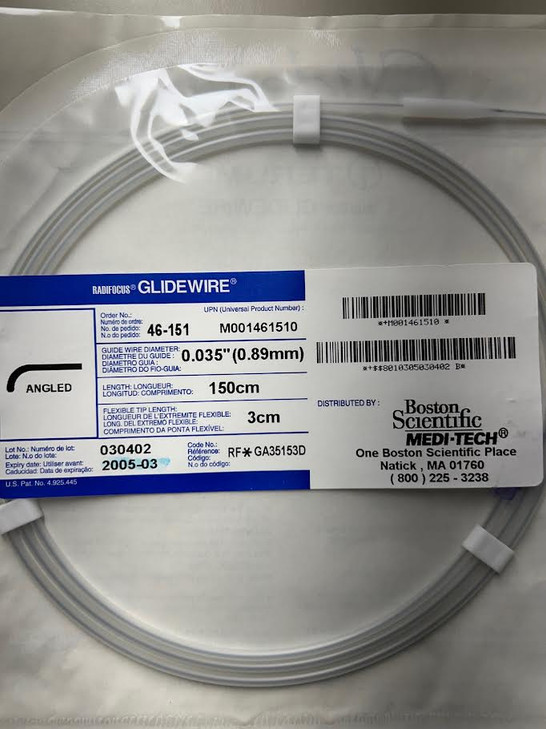 RADIFOCUS® GLIDEWIRE®
ANGLED
Order No.:
Numéro de ordre:
No. de pedido:
N.o do pedido:
46-151
UPN (Universal Product Number) :
M001461510
GUIDE WIRE DIAMETER:
DIAMÈTRE DU GUIDE :
DIÁMETRO GUIA :
DIÂMETRO DO FIO-GUIA:
0.035"(0.89mm)
LENGTH: LONGUEUR:
LONGITUD: COMPRIMENTO:
150cm
FLEXIBLE TIP LENGTH:
LONGUEUR DE L'EXTREMITE FLEXIBLE:
LONG. DEL EXTREMO FLEXIBLE:
COMPRIMENTO DA PONTA FLEXÍVEL:
3cm
Lot No.: Numéro de lot:
Lote: N.o do lote:
030402
Expiry date: Utiliser avant:
Caducidad: Data de expiração:
2005-03
Code No.:
Référence:
Código:
N.o do código:
RF*GA35153D
U.S. Pat. No. 4.925.445
*+M001461510 *
*+$$8010305030402 B*
DISTRIBUTED BY :
Boston
Scientific
MEDI-TECH®
One Boston Scientific Place
Natick , MA 01760
( 800 ) 225 - 3238